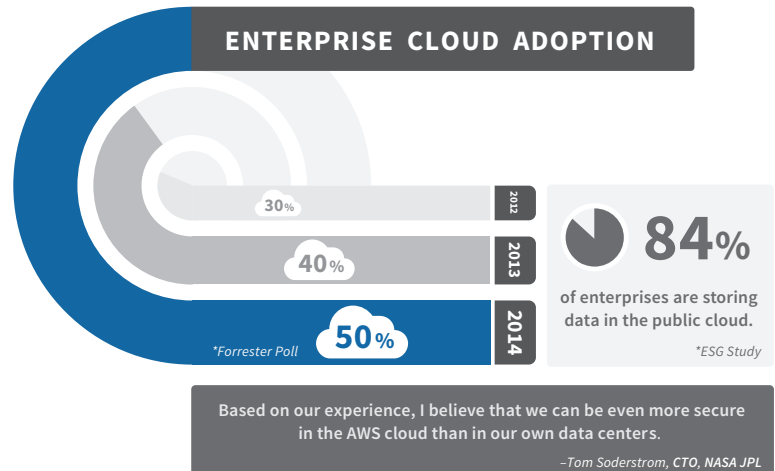 ENTERPRISE CLOUD ADOPTION
30%
2012
40%
2013
50%
2014
*Forrester Poll
84%
of enterprises are storing
data in the public cloud.
*ESG Study
Based on our experience, I believe that we can be even more secure
in the AWS cloud than in our own data centers.
–Tom Soderstrom, CTO, NASA JPL